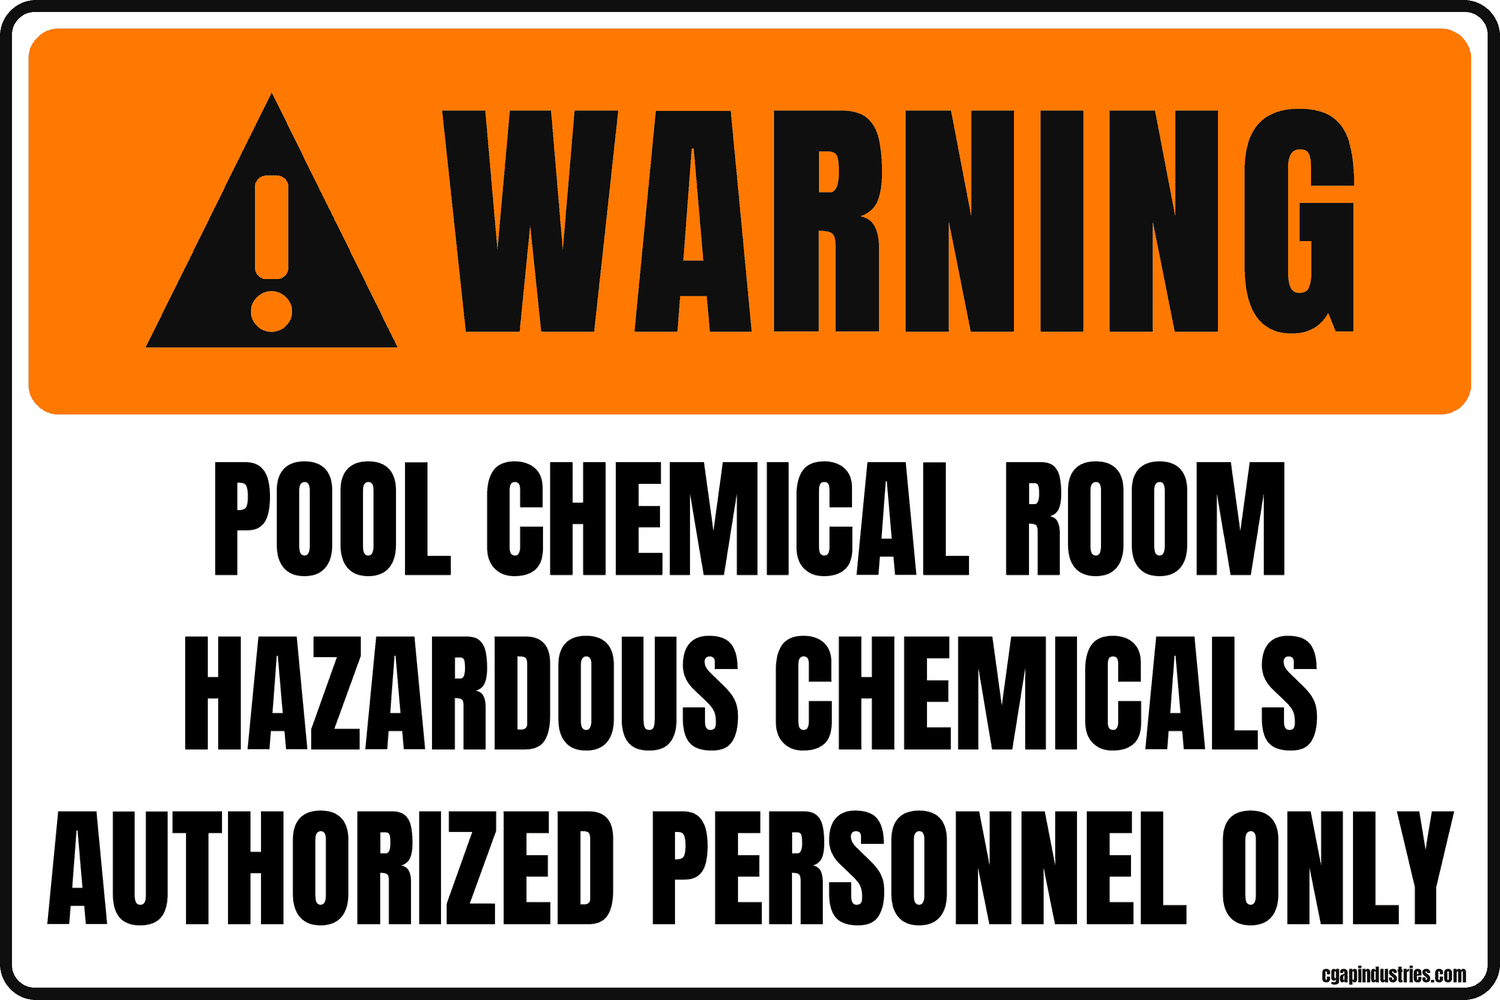 WARNING
POOL CHEMICAL ROOM
HAZARDOUS CHEMICALS
AUTHORIZED PERSONNEL ONLY
cgapindustries.com